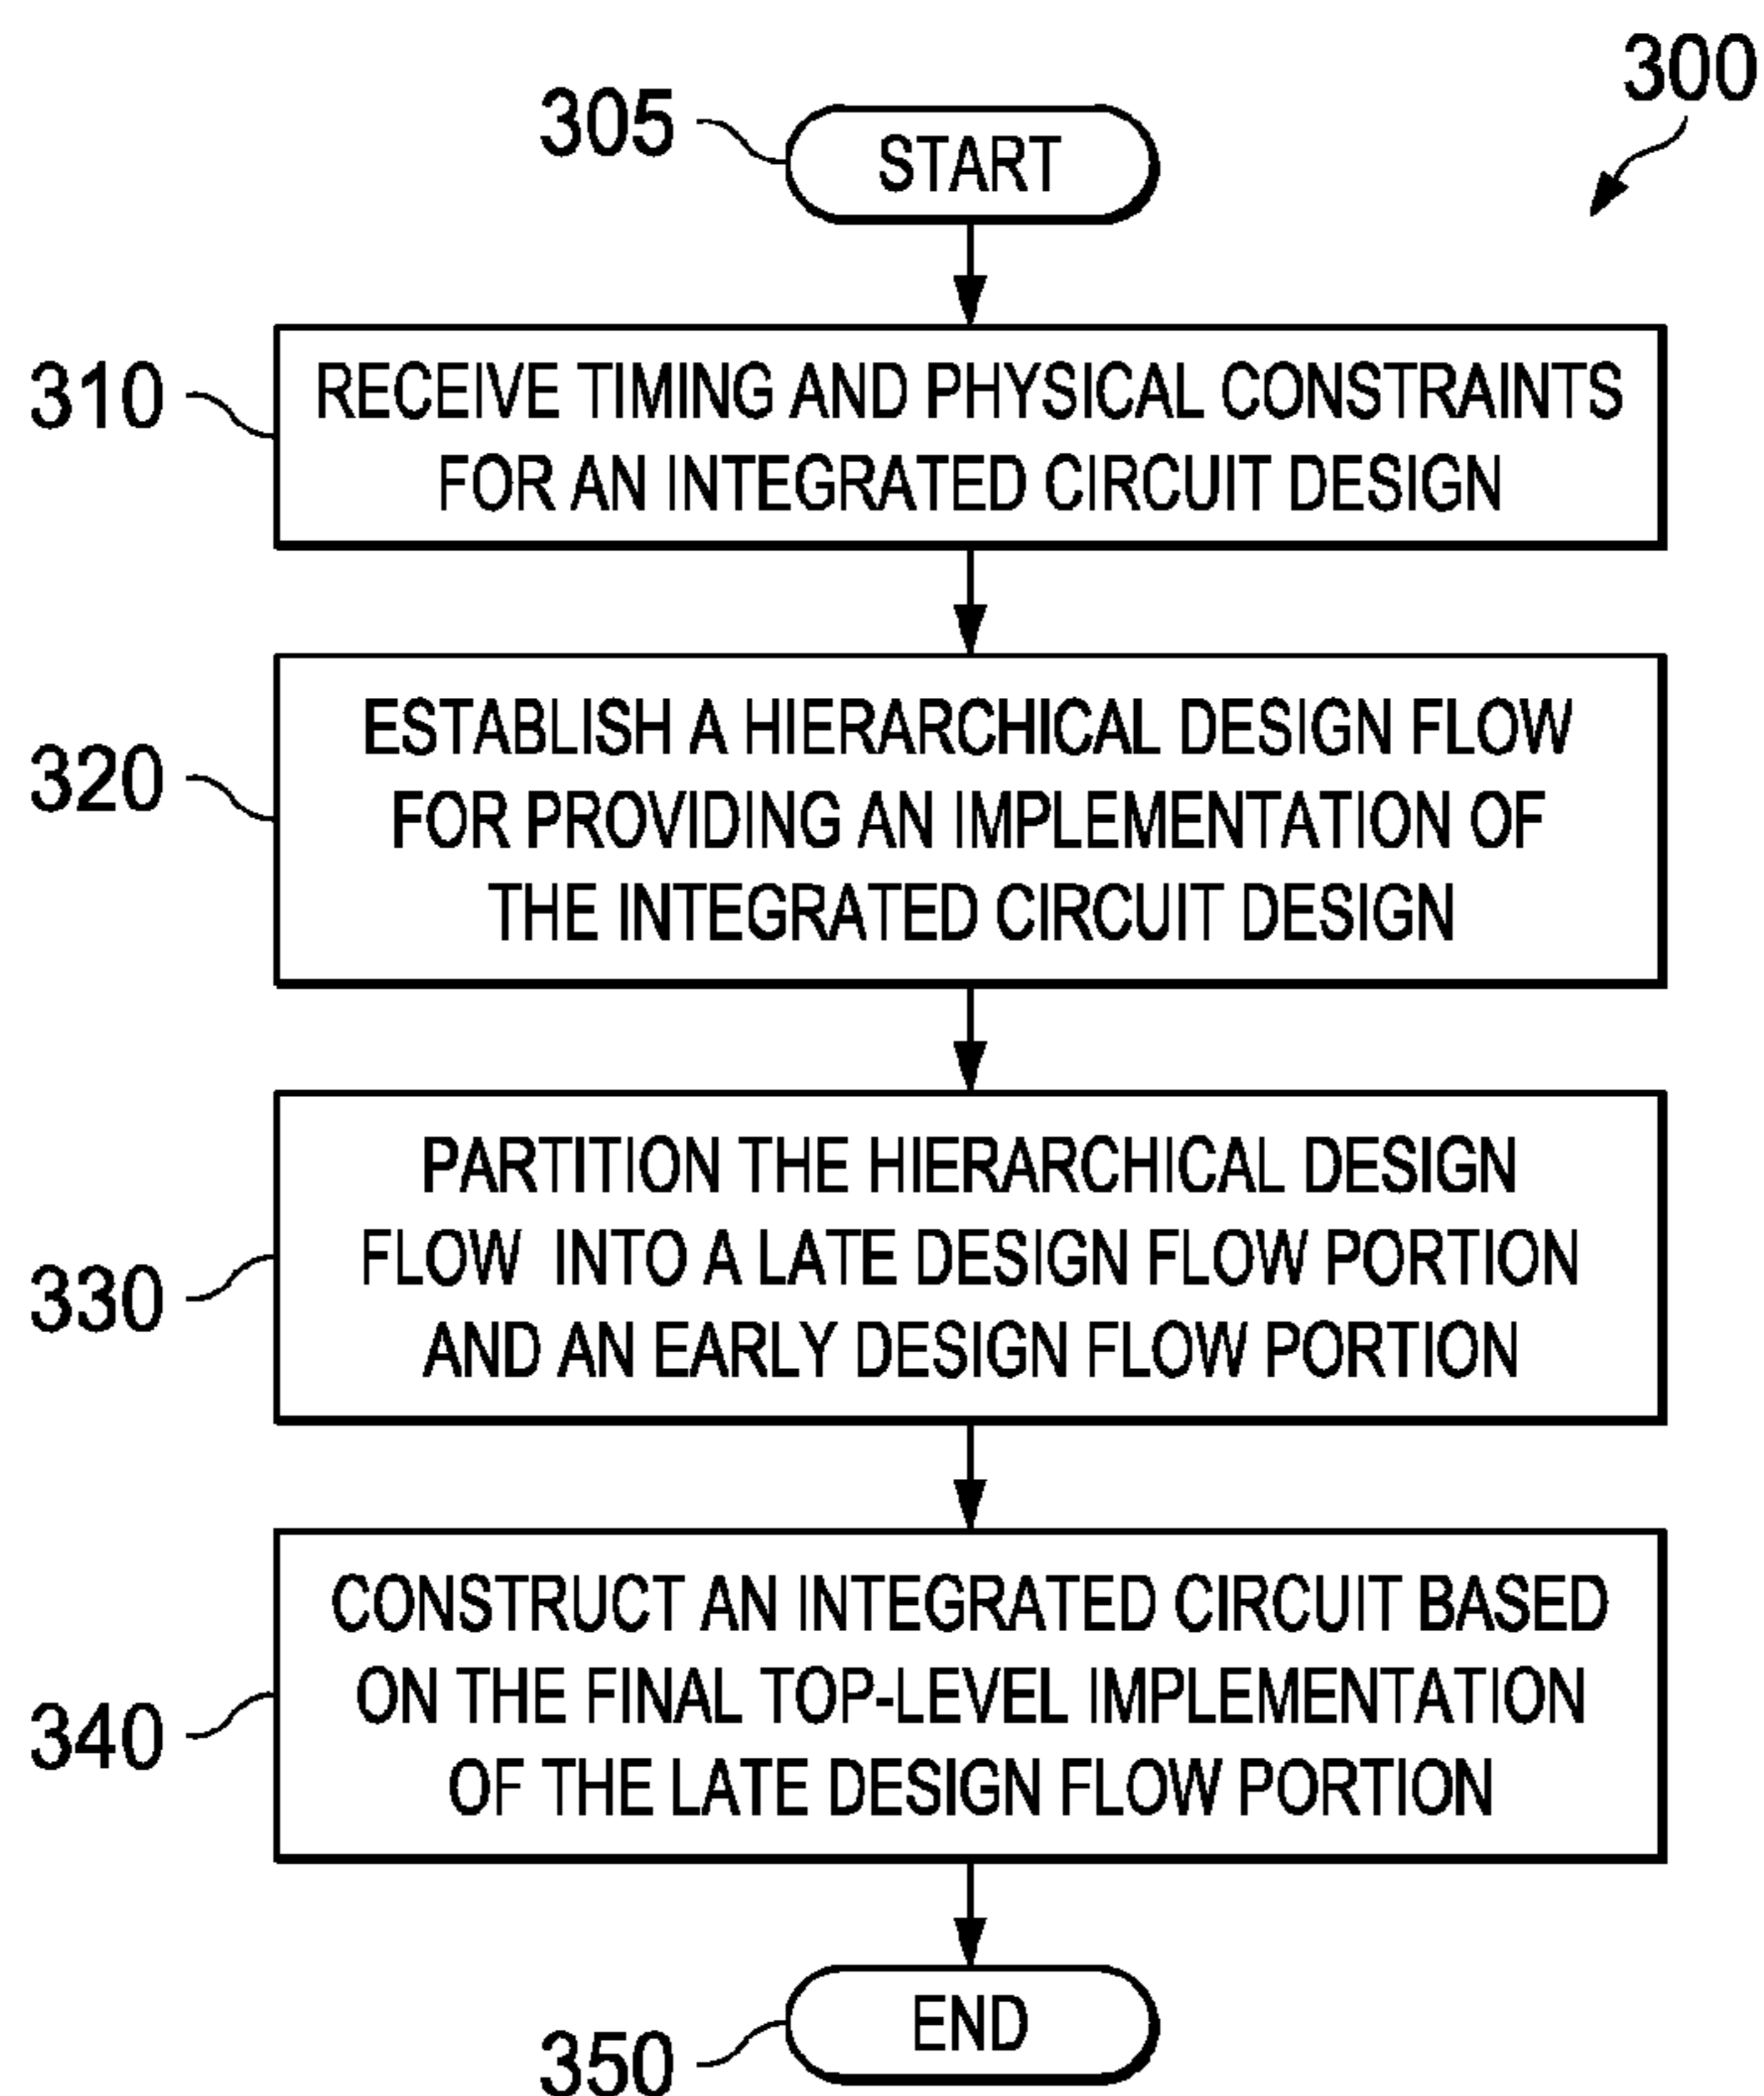 300
305
START
310
RECEIVE TIMING AND PHYSICAL CONSTRAINTS
FOR AN INTEGRATED CIRCUIT DESIGN
320
ESTABLISH A HIERARCHICAL DESIGN FLOW
FOR PROVIDING AN IMPLEMENTATION OF
THE INTEGRATED CIRCUIT DESIGN
330
PARTITION THE HIERARCHICAL DESIGN
FLOW INTO A LATE DESIGN FLOW PORTION
AND AN EARLY DESIGN FLOW PORTION
340
CONSTRUCT AN INTEGRATED CIRCUIT BASED
ON THE FINAL TOP-LEVEL IMPLEMENTATION
OF THE LATE DESIGN FLOW PORTION
350
END